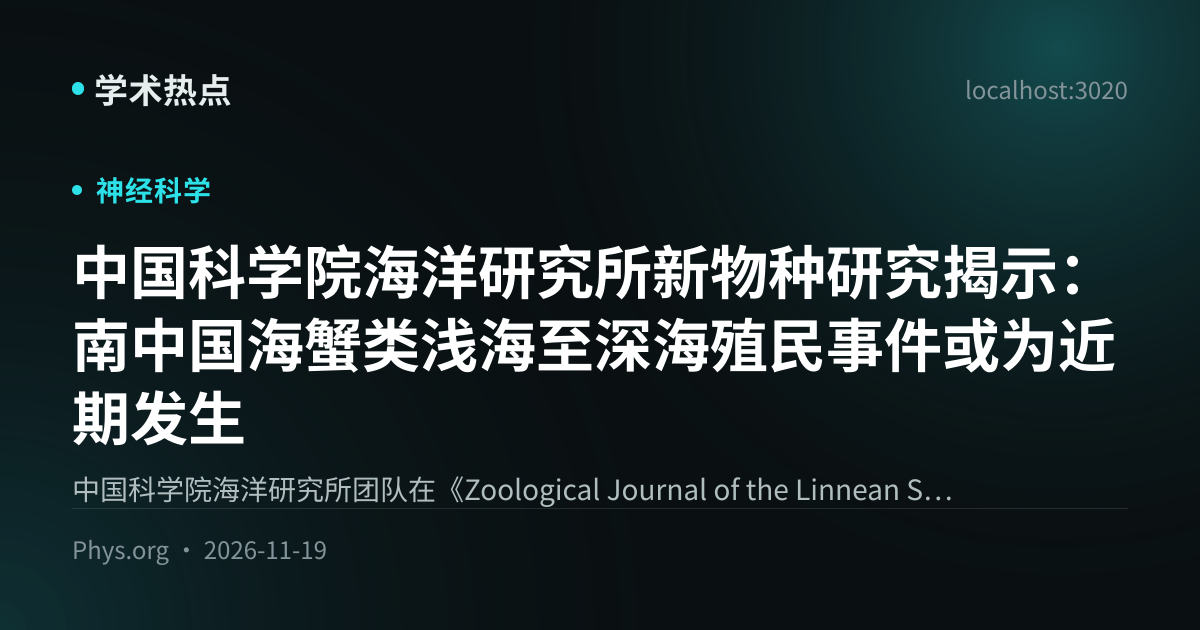 学术热点
localhost:3020
神经科学
中国科学院海洋研究所新物种研究揭示：
南中国海蟹类浅海至深海殖民事件或为近
期发生
中国科学院海洋研究所团队在《Zoological Journal of the Linnean S…
Phys.org · 2026-11-19